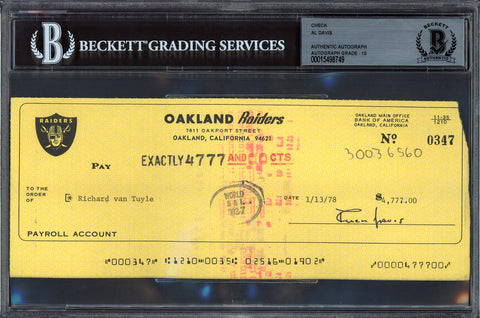 BECKETT GRADING SERVICES
CHECK
AL DAVIS
AUTHENTIC AUTOGRAPH
AUTOGRAPH GRADE - 10
00015498749
BECKETT
RAIDERS
OAKLAND Raiders
7811 OAKPORT STREET
OAKLAND, CALIFORNIA 94621
OAKLAND MAIN OFFICE
BANK OF AMERICA
OAKLAND, CALIFORNIA
11-35
1210
No. 0347
30036560
PAY EXACTLY 4777 AND 00 CTS
TO THE
ORDER
OF
Richard van Tuyle
WORLD
DATE 1/13/78 $4,777.00
PAYROLL ACCOUNT
⑈000347⑈ ⑆1210⑉0035⑆ 02516⑉01902⑈ ⑈0000477700⑈